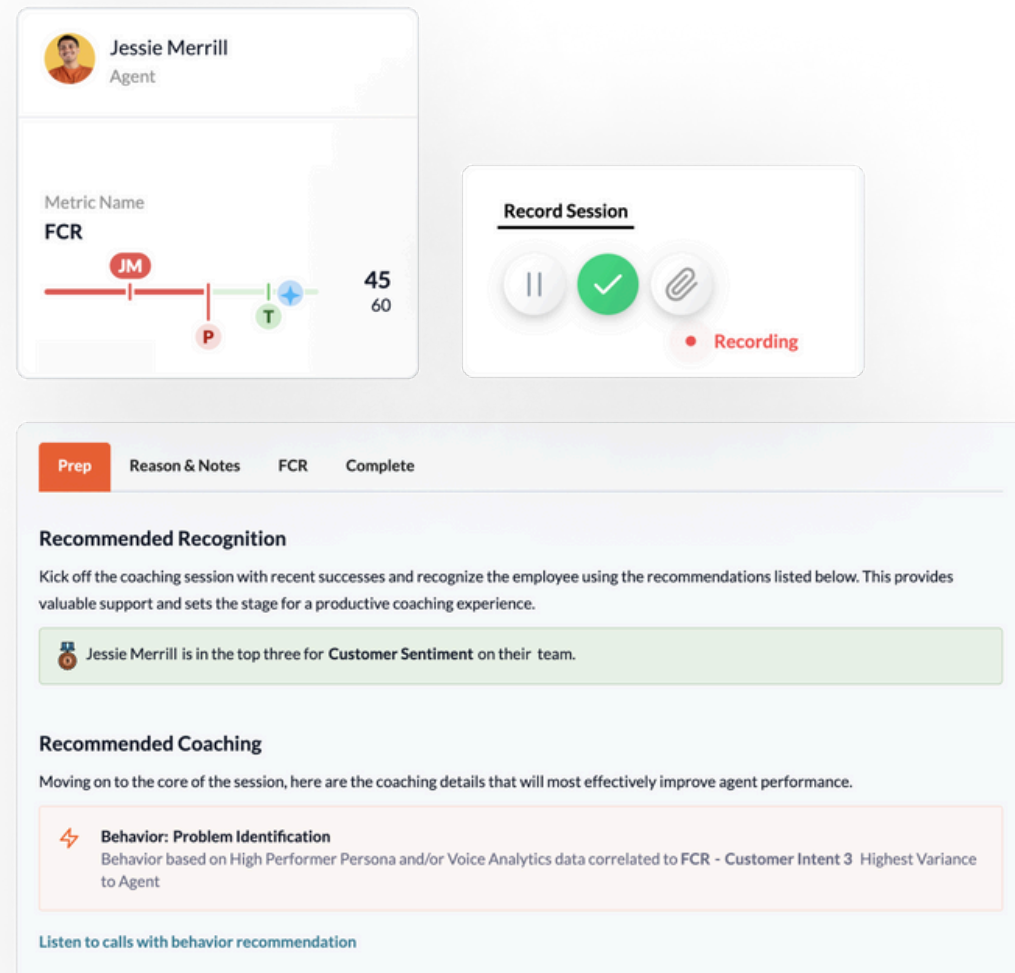 Jessie Merrill
Agent
Metric Name
FCR
JM
45
60
T
P
Record Session
Recording
Prep
Reason & Notes
FCR
Complete
Recommended Recognition
Kick off the coaching session with recent successes and recognize the employee using the recommendations listed below. This provides
valuable support and sets the stage for a productive coaching experience.
Jessie Merrill is in the top three for Customer Sentiment on their team.
Recommended Coaching
Moving on to the core of the session, here are the coaching details that will most effectively improve agent performance.
Behavior: Problem Identification
Behavior based on High Performer Persona and/or Voice Analytics data correlated to FCR - Customer Intent 3 Highest Variance
to Agent
Listen to calls with behavior recommendation